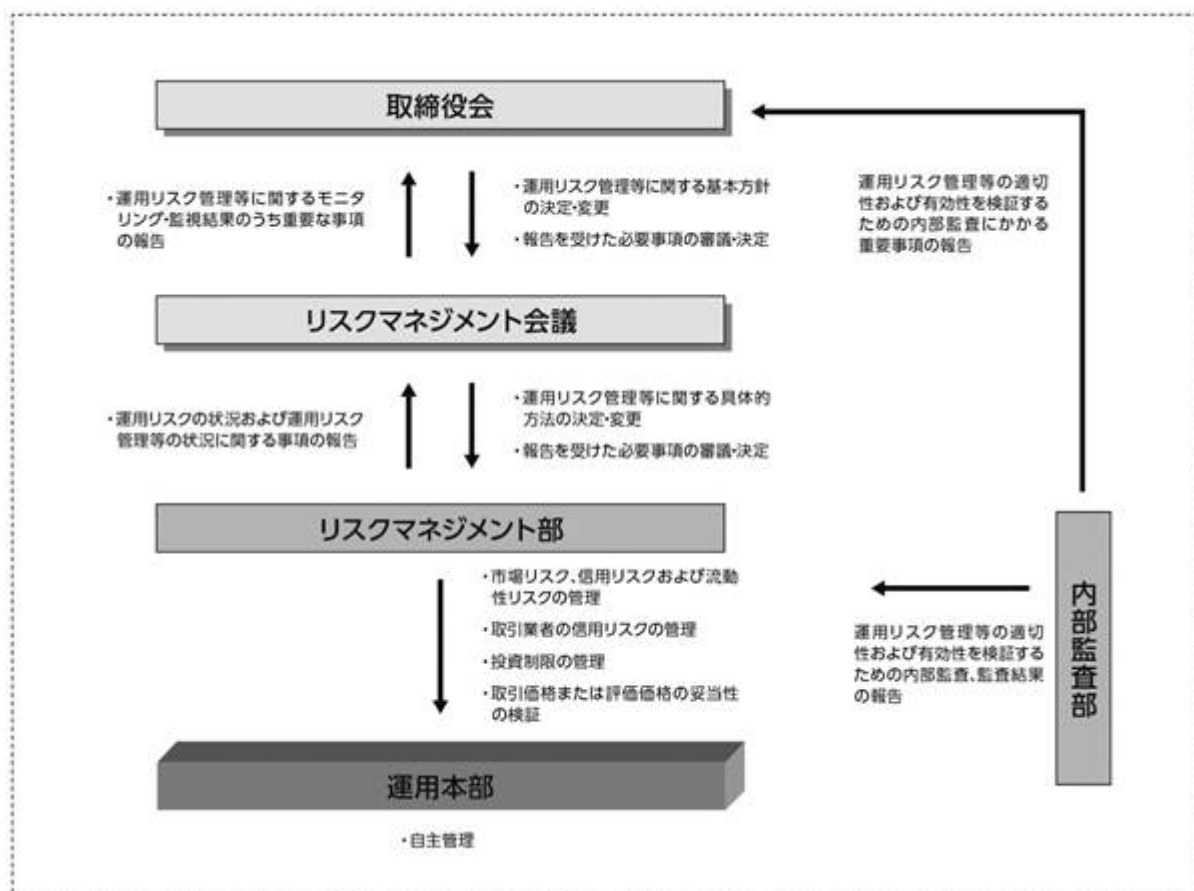 取締役会
・運用リスク管理等に関するモニタ
リング・監視結果のうち重要な事項
の報告
・運用リスク管理等に関する基本方針
の決定・変更
・報告を受けた必要事項の審議・決定
運用リスク管理等の適切
性および有効性を検証する
ための内部監査にかかる
重要事項の報告
リスクマネジメント会議
・運用リスクの状況および運用リスク
管理等の状況に関する事項の報告
・運用リスク管理等に関する具体的
方法の決定・変更
・報告を受けた必要事項の審議・決定
リスクマネジメント部
・市場リスク、信用リスクおよび流動
性リスクの管理
・取引業者の信用リスクの管理
・投資制限の管理
・取引価格または評価価格の妥当性
の検証
運用リスク管理等の適切
性および有効性を検証する
ための内部監査、監査結果
の報告
内部監査部
運用本部
・自主管理